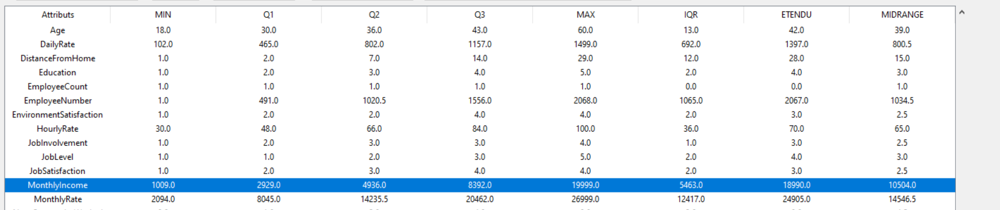 Attributs MIN Q1 Q2 Q3 MAX IQR ETENDU MIDRANGE
Age 18.0 30.0 36.0 43.0 60.0 13.0 42.0 39.0
DailyRate 102.0 465.0 802.0 1157.0 1499.0 692.0 1397.0 800.5
DistanceFromHome 1.0 2.0 7.0 14.0 29.0 12.0 28.0 15.0
Education 1.0 2.0 3.0 4.0 5.0 2.0 4.0 3.0
EmployeeCount 1.0 1.0 1.0 1.0 1.0 0.0 0.0 1.0
EmployeeNumber 1.0 491.0 1020.5 1556.0 2068.0 1065.0 2067.0 1034.5
EnvironmentSatisfaction 1.0 2.0 2.0 4.0 4.0 2.0 3.0 2.5
HourlyRate 30.0 48.0 66.0 84.0 100.0 36.0 70.0 65.0
JobInvolvement 1.0 2.0 3.0 3.0 4.0 1.0 3.0 2.5
JobLevel 1.0 1.0 2.0 3.0 5.0 2.0 4.0 3.0
JobSatisfaction 1.0 2.0 3.0 4.0 4.0 2.0 3.0 2.5
MonthlyIncome 1009.0 2929.0 4936.0 8392.0 19999.0 5463.0 18990.0 10504.0
MonthlyRate 2094.0 8045.0 14235.5 20462.0 26999.0 12417.0 24905.0 14546.5